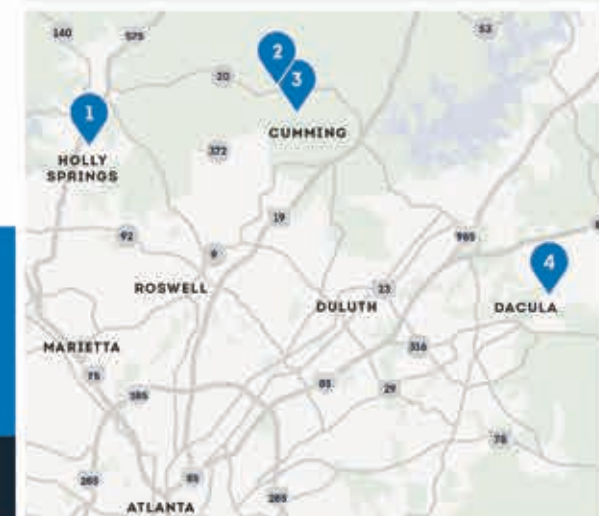 140
575
53
2
20
3
1
CUMMING
HOLLY
SPRINGS
372
19
92
9
985
4
ROSWELL
23
DULUTH
DACULA
MARIETTA
316
75
85
29
285
78
285
85
285
ATLANTA